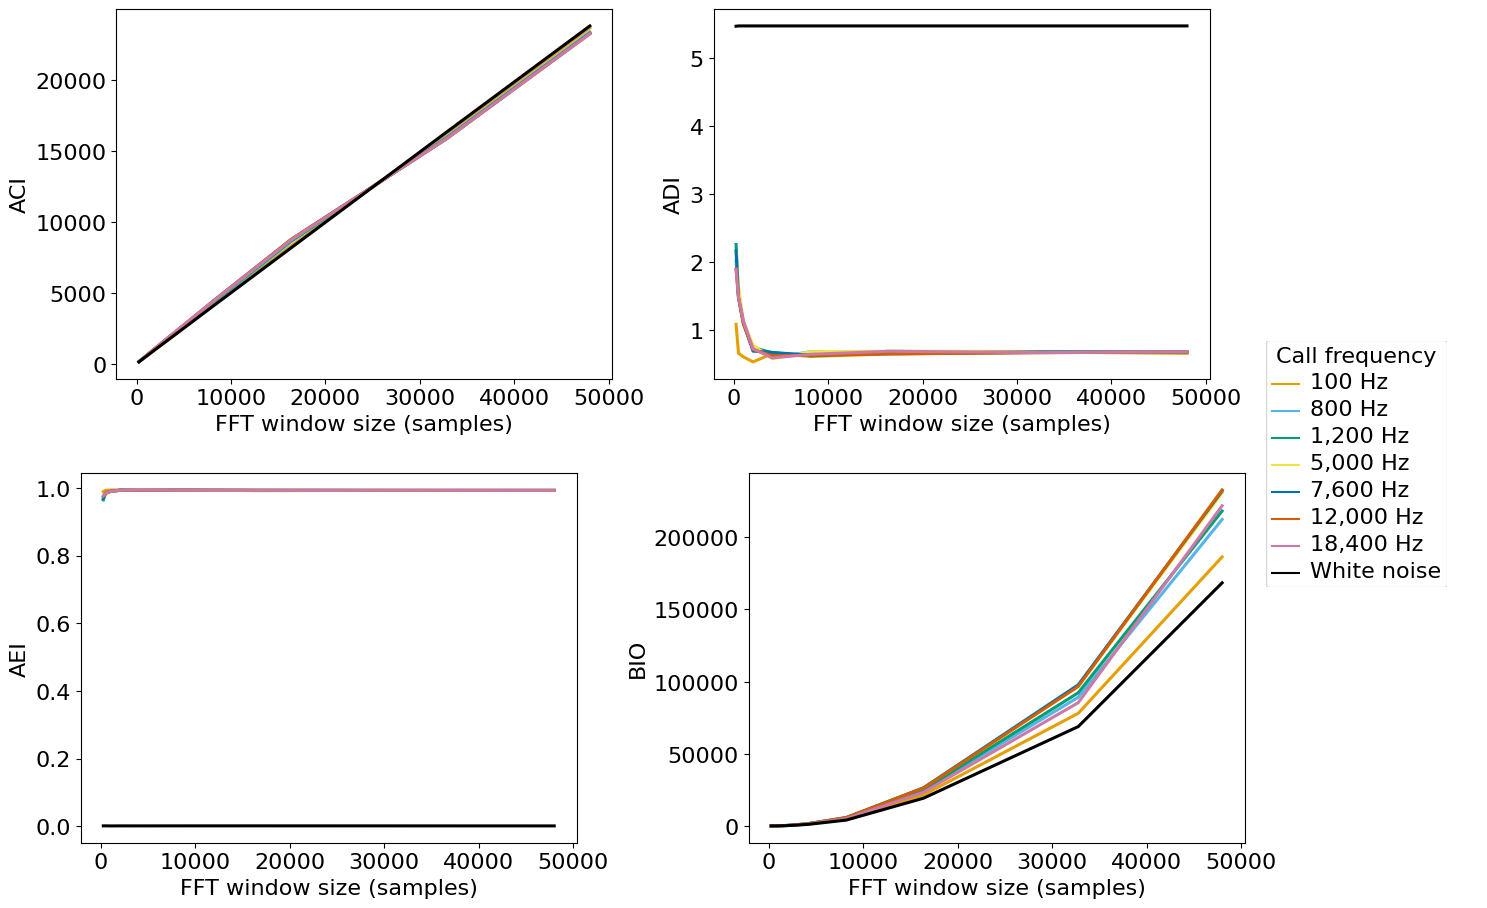 20000
15000
10000
5000
0
ACI
0 10000 20000 30000 40000 50000
FFT window size (samples)
5
4
3
2
1
ADI
0 10000 20000 30000 40000 50000
FFT window size (samples)
Call frequency
100 Hz
800 Hz
1,200 Hz
5,000 Hz
7,600 Hz
12,000 Hz
18,400 Hz
White noise
1.0
0.8
0.6
0.4
0.2
0.0
AEI
0 10000 20000 30000 40000 50000
FFT window size (samples)
200000
150000
100000
50000
0
BIO
0 10000 20000 30000 40000 50000
FFT window size (samples)